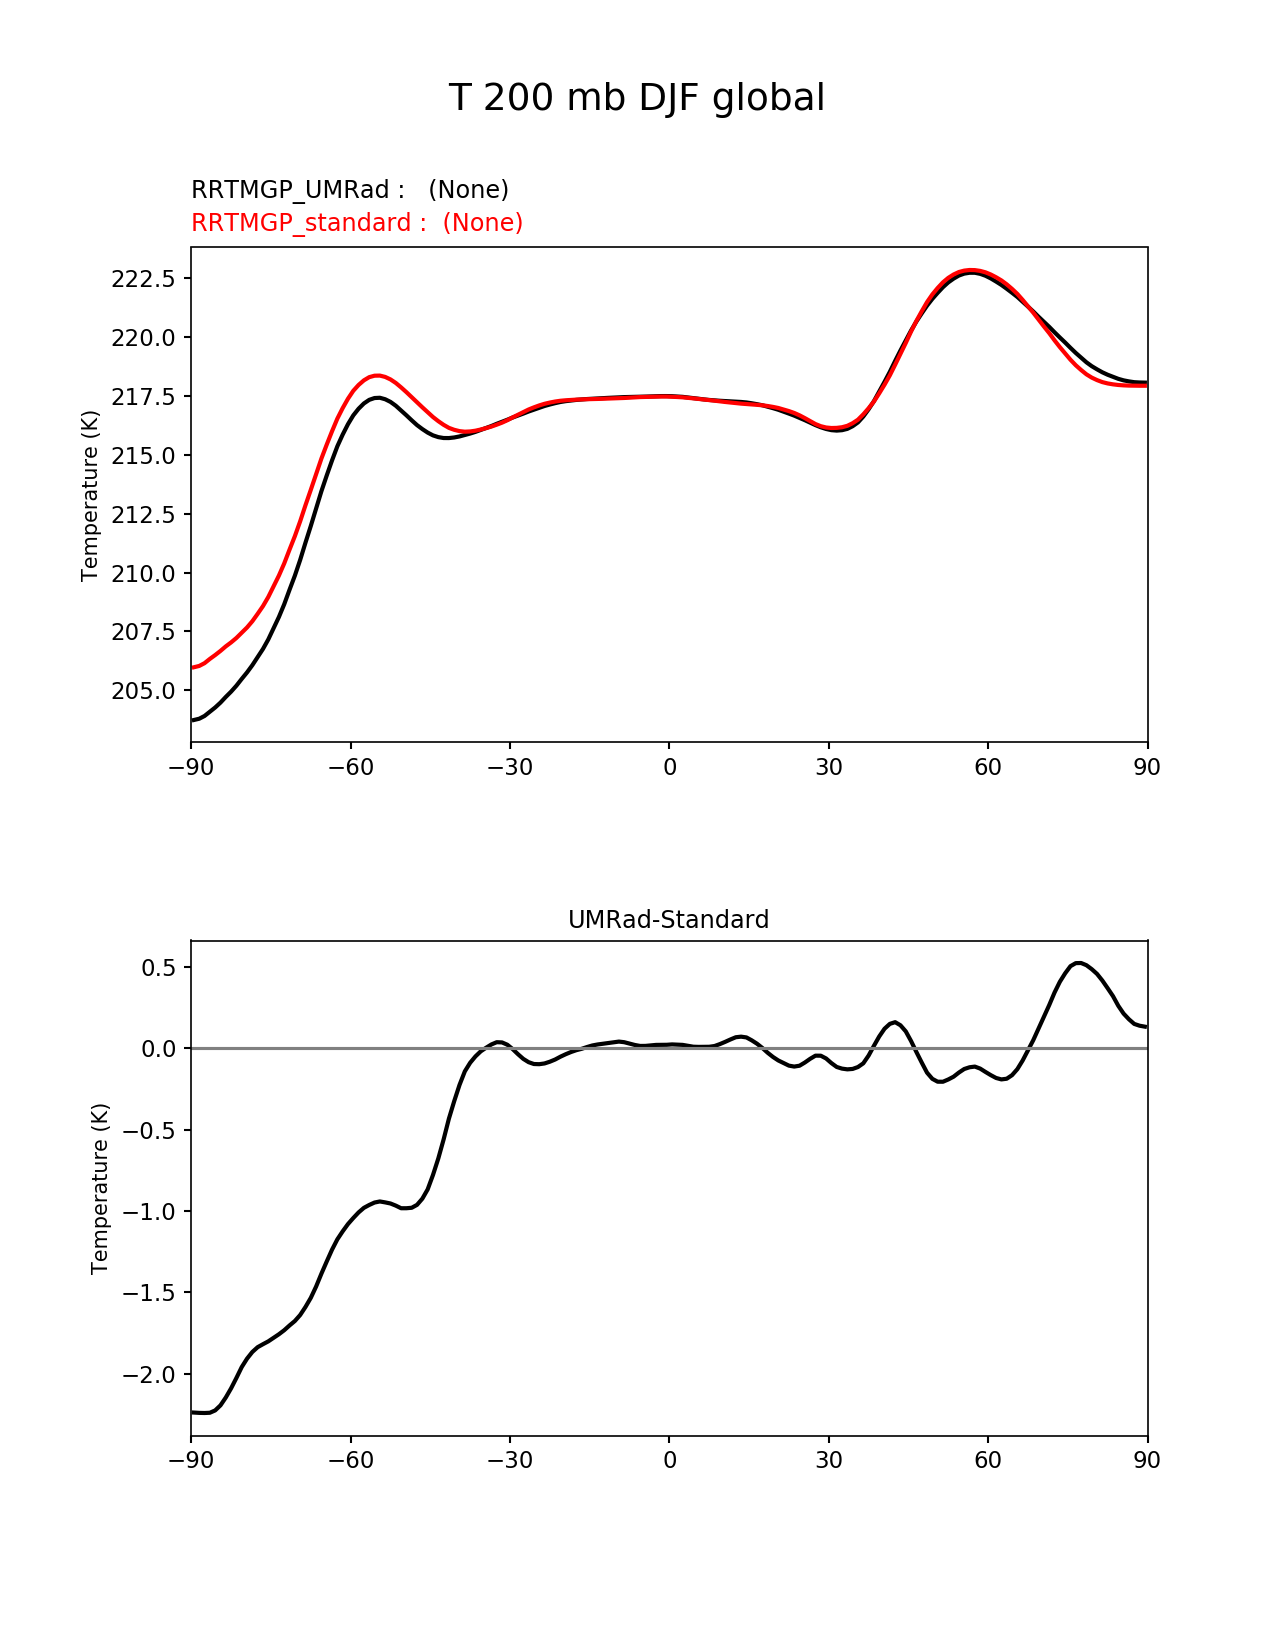 T 200 mb DJF global
RRTMGP_UMRad :   (None)
RRTMGP_standard :  (None)
222.5
220.0
217.5
215.0
212.5
210.0
207.5
205.0
Temperature (K)
−90 −60 −30 0 30 60 90
UMRad-Standard
0.5
0.0
−0.5
−1.0
−1.5
−2.0
Temperature (K)
−90 −60 −30 0 30 60 90